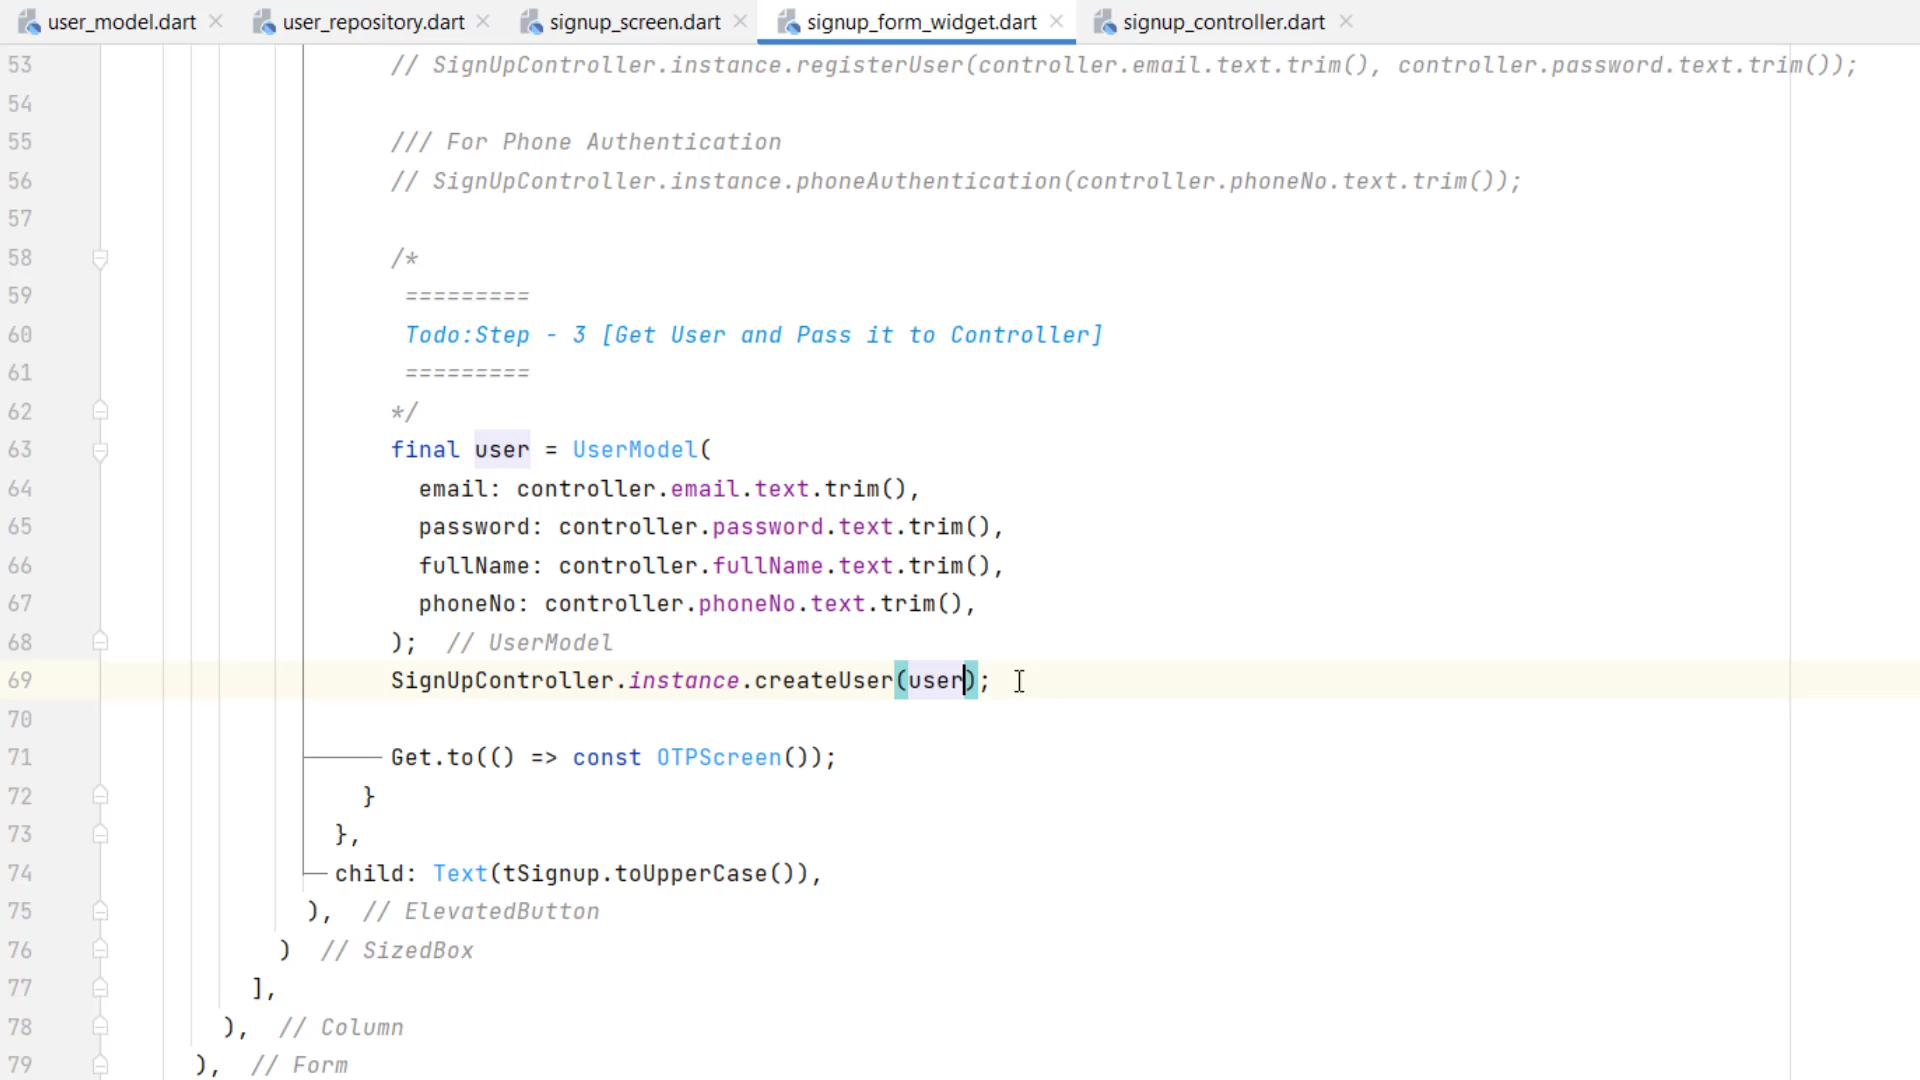 user_model.dart user_repository.dart signup_screen.dart signup_form_widget.dart signup_controller.dart
53 // SignUpController.instance.registerUser(controller.email.text.trim(), controller.password.text.trim());
54
55 /// For Phone Authentication
56 // SignUpController.instance.phoneAuthentication(controller.phoneNo.text.trim());
57
58 /*
59 =========
60 Todo:Step - 3 [Get User and Pass it to Controller]
61 =========
62 */
63 final user = UserModel(
64 email: controller.email.text.trim(),
65 password: controller.password.text.trim(),
66 fullName: controller.fullName.text.trim(),
67 phoneNo: controller.phoneNo.text.trim(),
68 ); // UserModel
69 SignUpController.instance.createUser(user);
70
71 Get.to(() => const OTPScreen());
72 }
73 },
74 child: Text(tSignup.toUpperCase()),
75 ), // ElevatedButton
76 ) // SizedBox
77 ],
78 ), // Column
79 ), // Form